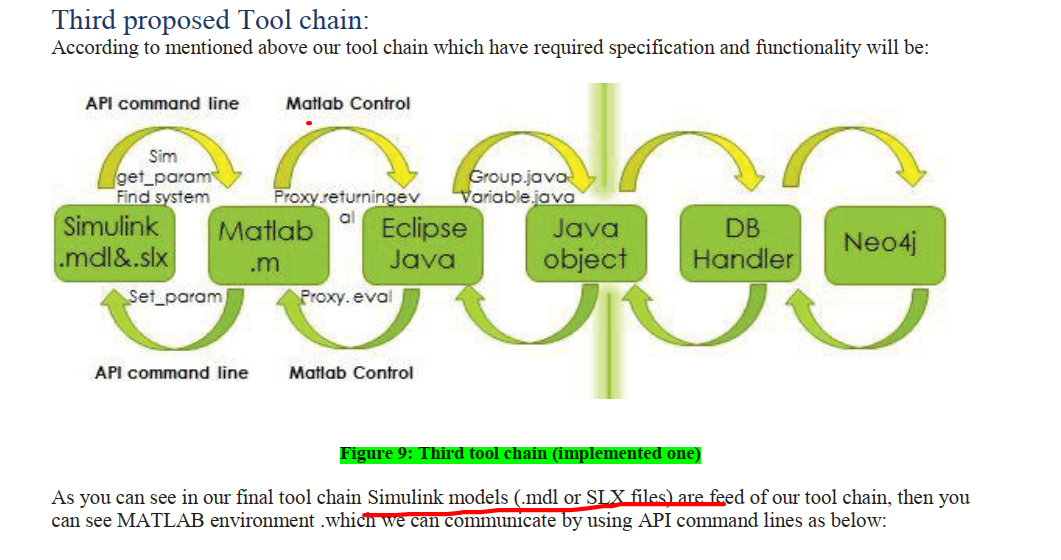 Third proposed Tool chain:
According to mentioned above our tool chain which have required specification and functionality will be:
API command line
Matlab Control
Sim
get_param
Find system
Proxy.returningev
al
Group.java
Variable.java
Simulink
.mdl&.slx
Matlab
.m
Eclipse
Java
Java
object
DB
Handler
Neo4j
Set_param
Proxy.eval
API command line
Matlab Control
Figure 9: Third tool chain (implemented one)
As you can see in our final tool chain Simulink models (.mdl or SLX files) are feed of our tool chain, then you
can see MATLAB environment .which we can communicate by using API command lines as below: